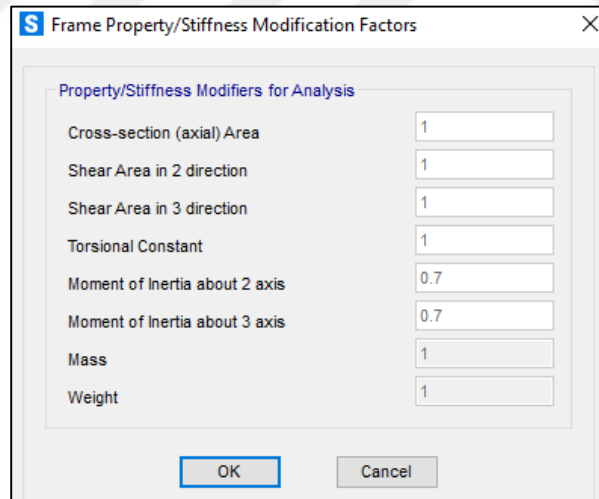 S Frame Property/Stiffness Modification Factors
Property/Stiffness Modifiers for Analysis
Cross-section (axial) Area 1
Shear Area in 2 direction 1
Shear Area in 3 direction 1
Torsional Constant 1
Moment of Inertia about 2 axis 0.7
Moment of Inertia about 3 axis 0.7
Mass 1
Weight 1
OK Cancel